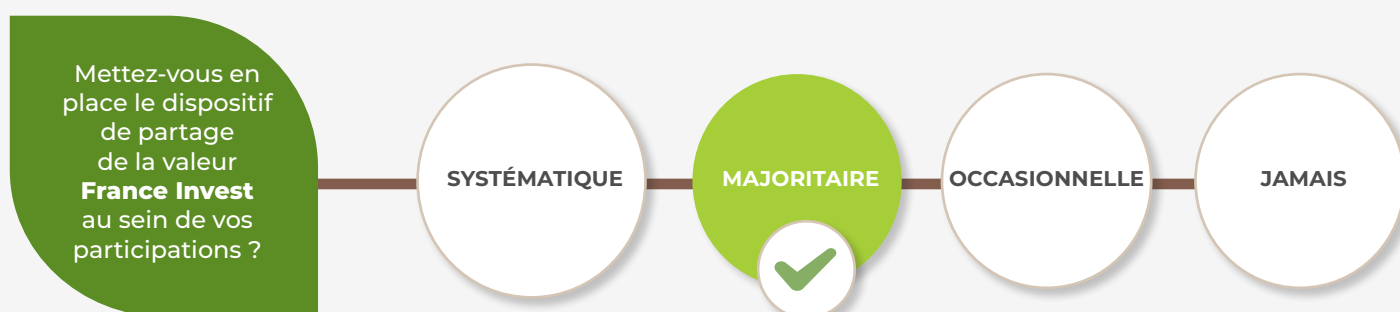 Mettez-vous en
place le dispositif
de partage
de la valeur
France Invest
au sein de vos
participations ?
SYSTÉMATIQUE
MAJORITAIRE
OCCASIONNELLE
JAMAIS